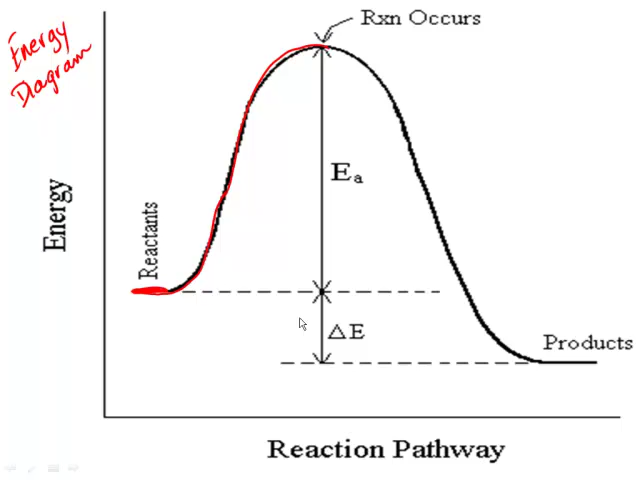 Energy
Diagram
Rxn Occurs
Ea
Energy
Reactants
ΔE
Products
Reaction Pathway